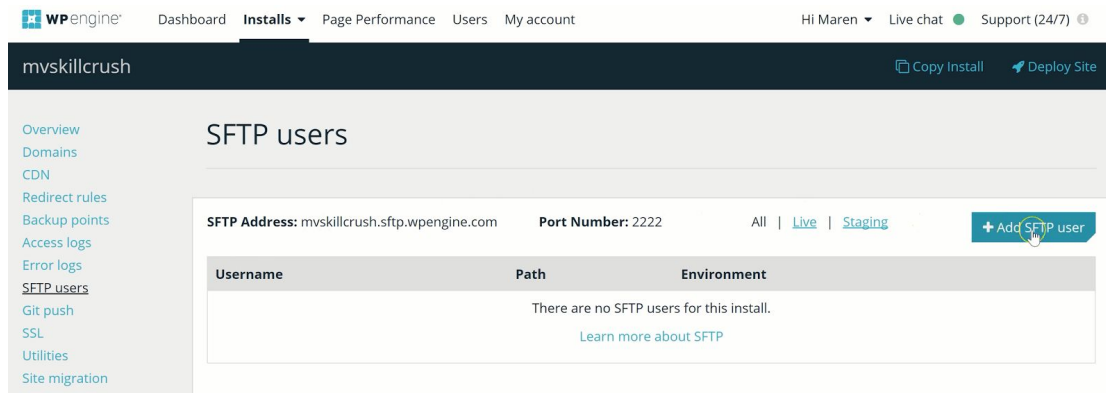 WPengine® Dashboard Installs Page Performance Users My account Hi Maren Live chat Support (24/7)
mvskillcrush Copy Install Deploy Site
Overview
Domains
CDN
Redirect rules
Backup points
Access logs
Error logs
SFTP users
Git push
SSL
Utilities
Site migration
SFTP users
SFTP Address: mvskillcrush.sftp.wpengine.com Port Number: 2222 All | Live | Staging + Add SFTP user
Username Path Environment
There are no SFTP users for this install.
Learn more about SFTP